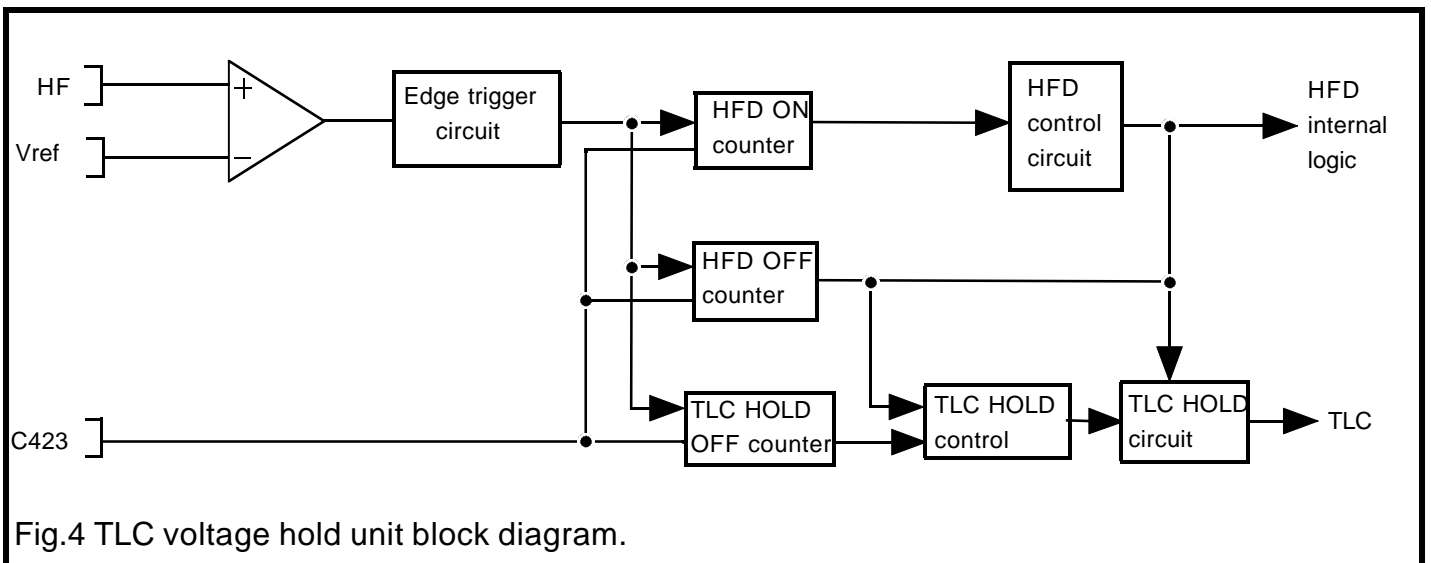 HF
Vref
+
−
Edge trigger
circuit
HFD ON
counter
HFD
control
circuit
HFD
internal
logic
HFD OFF
counter
C423
TLC HOLD
OFF counter
TLC HOLD
control
TLC HOLD
circuit
TLC
Fig.4 TLC voltage hold unit block diagram.